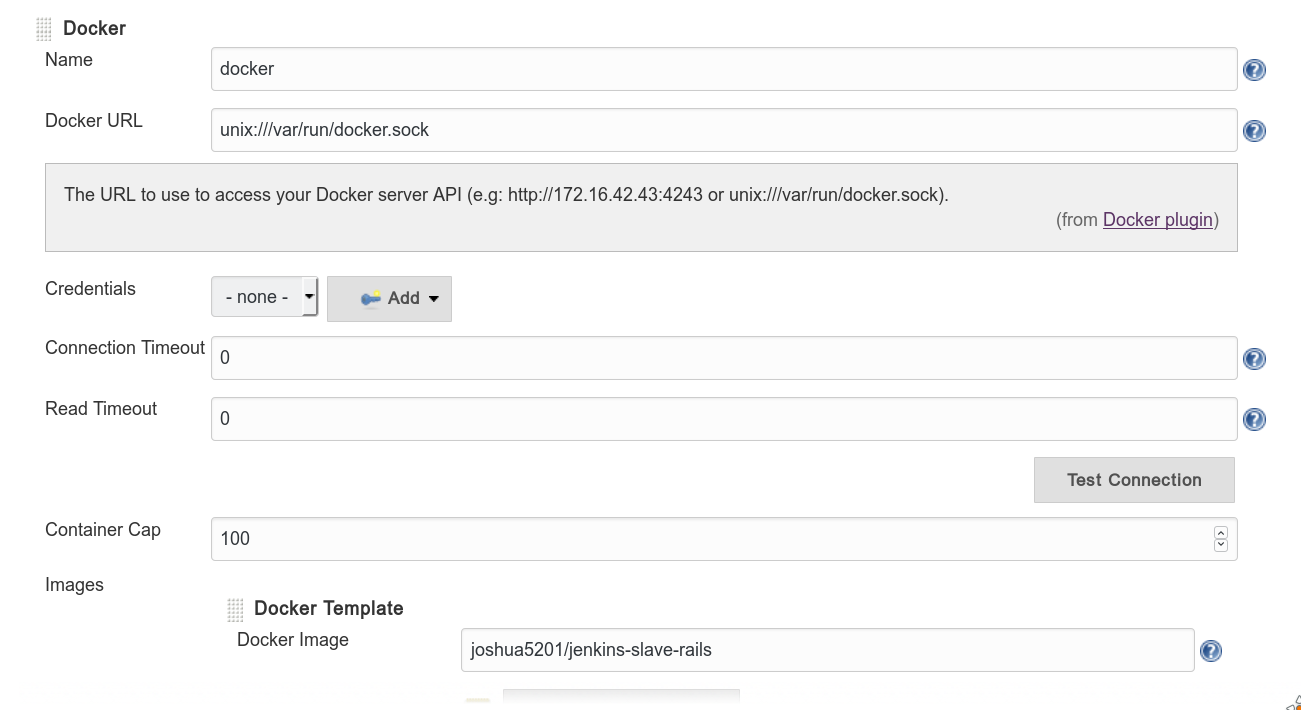 Docker
Name
docker
Docker URL
unix:///var/run/docker.sock
The URL to use to access your Docker server API (e.g: http://172.16.42.43:4243 or unix:///var/run/docker.sock).
(from Docker plugin)
Credentials
- none -
Add
Connection Timeout
0
Read Timeout
0
Test Connection
Container Cap
100
Images
Docker Template
Docker Image
joshua5201/jenkins-slave-rails